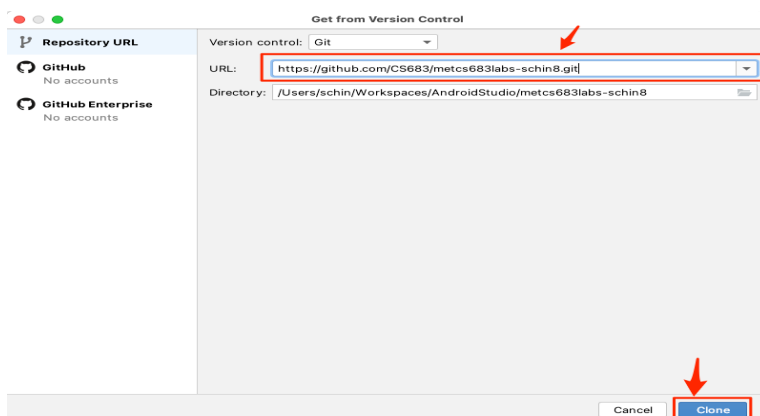 Get from Version Control
Repository URL
GitHub
No accounts
GitHub Enterprise
No accounts
Version control: Git
URL: https://github.com/CS683/metcs683labs-schin8.git
Directory: /Users/schin/Workspaces/AndroidStudio/metcs683labs-schin8
Cancel Clone